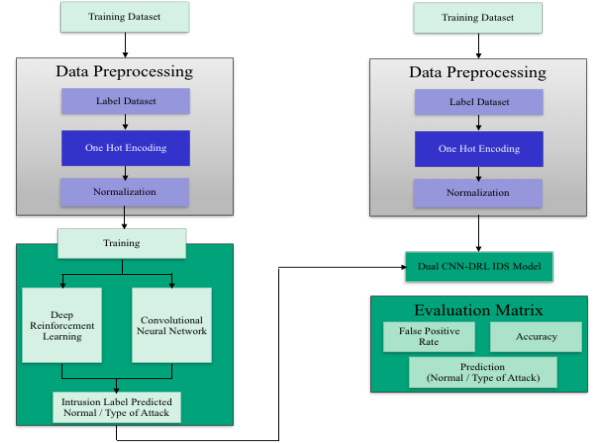 Training Dataset
Data Preprocessing
Label Dataset
One Hot Encoding
Normalization
Training
Deep
Reinforcement
Learning
Convolutional
Neural Network
Intrusion Label Predicted
Normal / Type of Attack
Training Dataset
Data Preprocessing
Label Dataset
One Hot Encoding
Normalization
Dual CNN-DRL IDS Model
Evaluation Matrix
False Positive
Rate
Accuracy
Prediction
(Normal / Type of Attack)